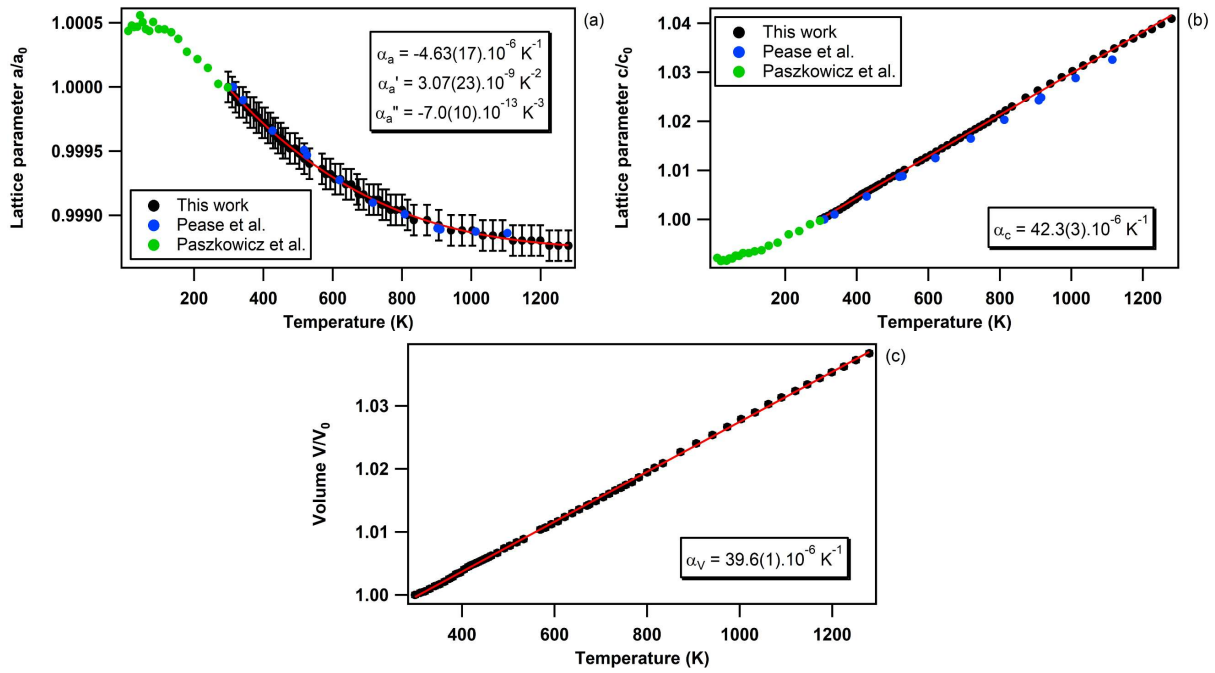 (a)
1.0005
1.0000
0.9995
0.9990
Lattice parameter a/a0
αa = -4.63(17).10^-6 K^-1
αa' = 3.07(23).10^-9 K^-2
αa" = -7.0(10).10^-13 K^-3
This work
Pease et al.
Paszkowicz et al.
200 400 600 800 1000 1200
Temperature (K)
(b)
1.04
1.03
1.02
1.01
1.00
Lattice parameter c/c0
This work
Pease et al.
Paszkowicz et al.
αc = 42.3(3).10^-6 K^-1
200 400 600 800 1000 1200
Temperature (K)
(c)
1.03
1.02
1.01
1.00
Volume V/V0
αV = 39.6(1).10^-6 K^-1
400 600 800 1000 1200
Temperature (K)